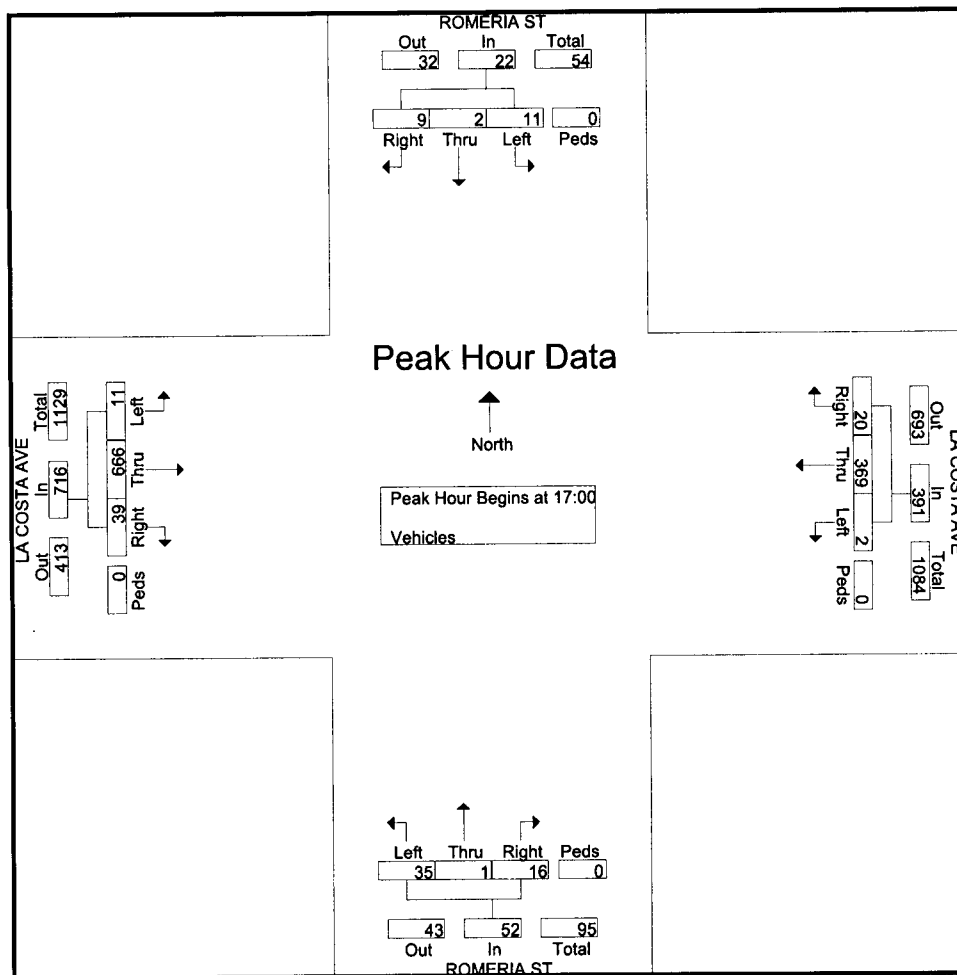 ROMERIA ST
Out In Total
32 22 54
9 2 11 0
Right Thru Left Peds
Peak Hour Data
North
Peak Hour Begins at 17:00
Vehicles
LA COSTA AVE
Total In Out
1129 716 413
11 666 39 0
Left Thru Right Peds
Right Thru Left Peds
20 369 2 0
Out In Total
693 391 1084
LA COSTA AVE
Left Thru Right Peds
35 1 16 0
43 52 95
Out In Total
ROMERIA ST